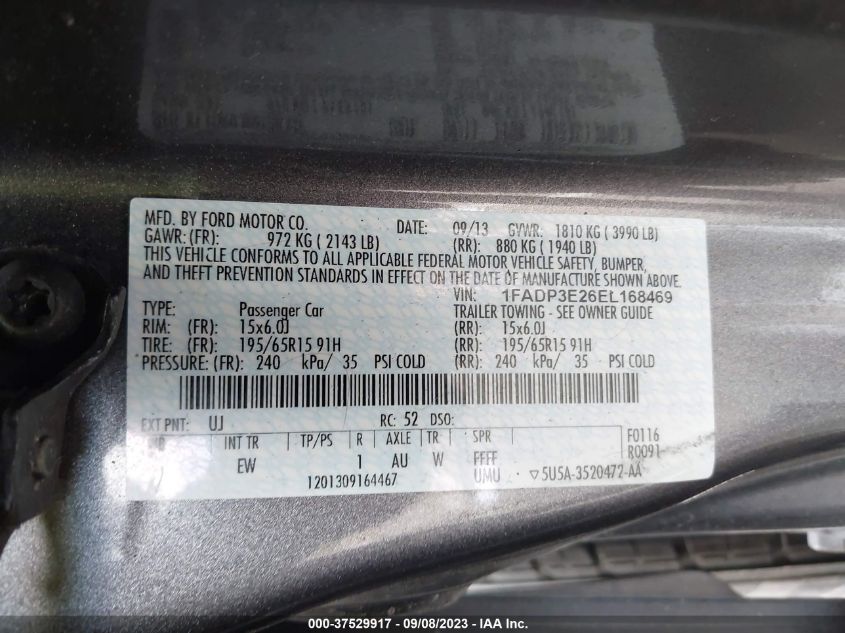 MFD. BY FORD MOTOR CO. DATE: 09/13 GVWR: 1810 KG ( 3990 LB)
GAWR: (FR) 972 KG ( 2143 LB) (RR) 880 KG ( 1940 LB)
THIS VEHICLE CONFORMS TO ALL APPLICABLE FEDERAL MOTOR VEHICLE SAFETY, BUMPER,
AND THEFT PREVENTION STANDARDS IN EFFECT ON THE DATE OF MANUFACTURE SHOWN ABOVE.
VIN: 1FADP3E26EL168469
TYPE: Passenger Car TRAILER TOWING - SEE OWNER GUIDE
RIM: (FR) 15x6.0J (RR) 15x6.0J
TIRE: (FR) 195/65R15 91H (RR) 195/65R15 91H
PRESSURE: (FR) 240 kPa/ 35 PSI COLD (RR) 240 kPa/ 35 PSI COLD
EXT PNT: UJ RC: 52 DSO:
INT TR TP/PS R AXLE TR SPR F0116
EW 1 AU W FFFF R0091
1201309164467 UMU ▽5U5A-3520472-AA
000-37529917 - 09/08/2023 - IAA Inc.